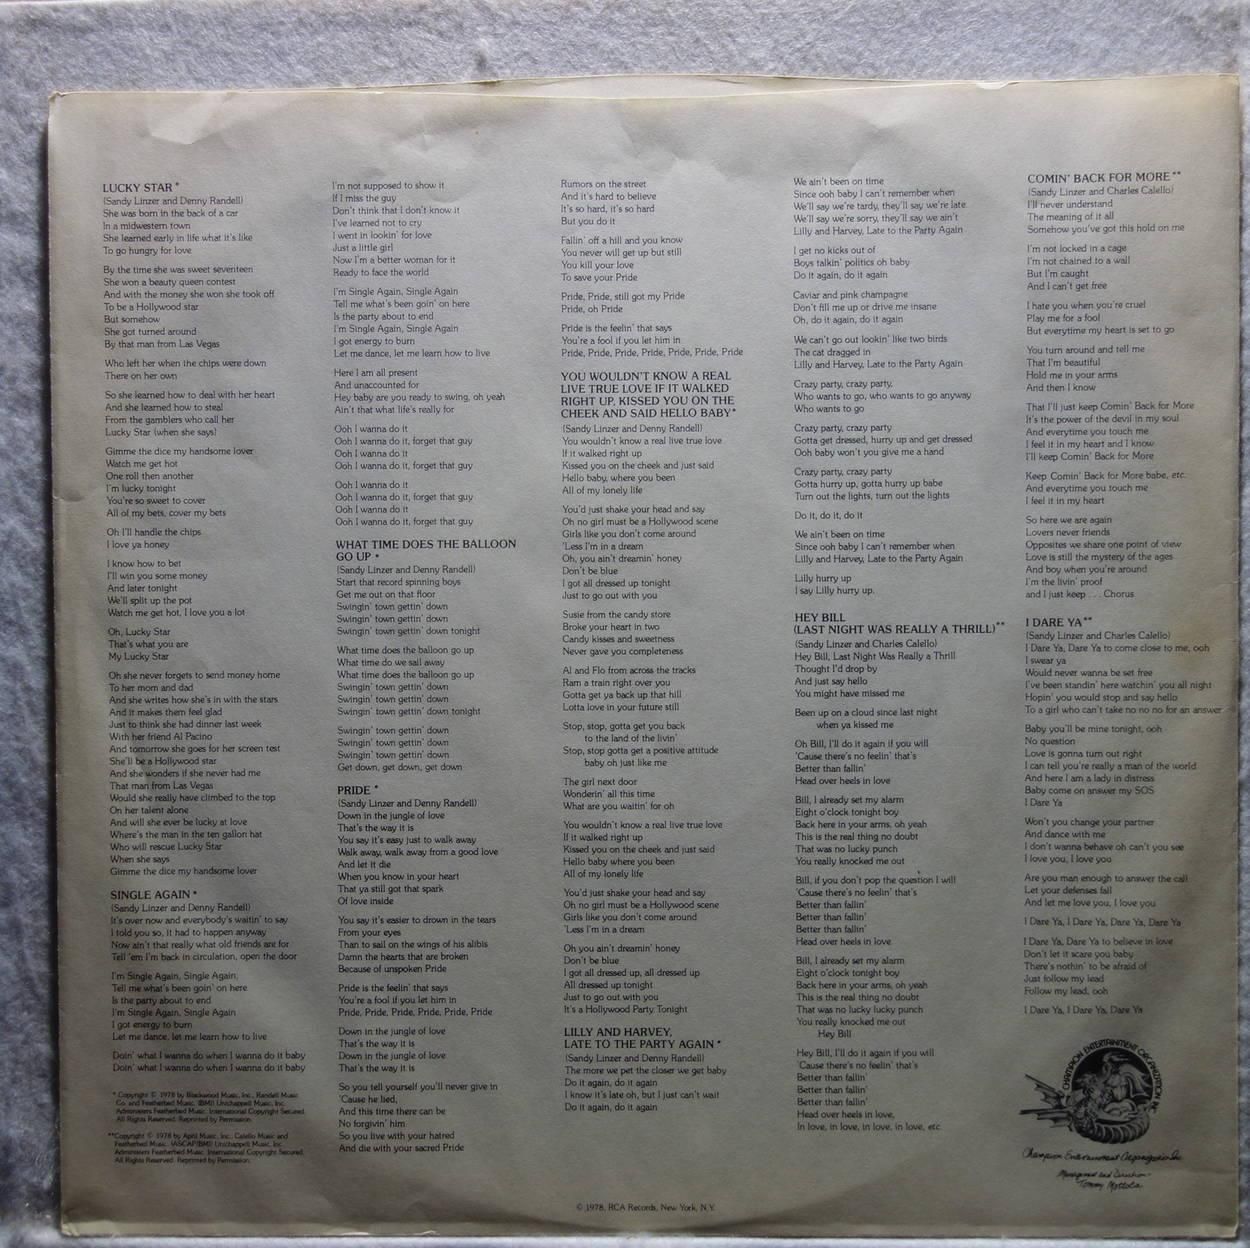 LUCKY STAR *
(Sandy Linzer and Denny Randell)
She was born in the back of a car
In a midwestern town
She learned early in life what it's like
To go hungry for love
By the time she was sweet seventeen
She won a beauty queen contest
And with the money she won she took off
To be a Hollywood star
But somehow
She got turned around
By that man from Las Vegas
Who left her when the chips were down
There on her own
So she learned how to deal with her heart
And she learned how to steal
From the gamblers who call her
Lucky Star (when she says)
Gimme the dice my handsome lover
Watch me get hot
One roll then another
I'm lucky tonight
You're so sweet to cover
All of my bets, cover my bets
Oh I'll handle the chips
I love ya honey
I know how to bet
I'll win you some money
And later tonight
We'll split up the pot
Watch me get hot, I love you a lot
Oh, Lucky Star
That's what you are
My Lucky Star
Oh she never forgets to send money home
To her mom and dad
And she writes how she's in with the stars
And it makes them feel glad
Just to think she had dinner last week
With her friend Al Pacino
And tomorrow she goes for her screen test
She'll be a Hollywood star
And she wonders if she never had me
That man from Las Vegas
Would she really have climbed to the top
On her talent alone
And will she ever be lucky at love
Where's the man in the ten gallon hat
Who will rescue Lucky Star
When she says
Gimme the dice my handsome lover
SINGLE AGAIN *
(Sandy Linzer and Denny Randell)
It's over now and everybody's waitin' to say
I told you so, it had to happen anyway
Now ain't that really what old friends are for
Tell 'em I'm back in circulation, open the door
I'm Single Again, Single Again,
Tell me what's been goin' on here
Is the party about to end
I'm Single Again, Single Again
I got energy to burn
Let me dance, let me learn how to live
Doin' what I wanna do when I wanna do it baby
Doin' what I wanna do when I wanna do it baby
* Copyright © 1978 by Blackwood Music, Inc., Randell Music
Co. and Featherbed Music. (BMI) Unichappell Music, Inc.
Administers Featherbed Music. International Copyright Secured.
All Rights Reserved. Reprinted by Permission.
**Copyright © 1978 by April Music, Inc. Calello Music and
Featherbed Music. (ASCAP/BMI) Unichappell Music, Inc.
Administers Featherbed Music. International Copyright Secured.
All Rights Reserved. Reprinted by Permission.
I'm not supposed to show it
If I miss the guy
Don't think that I don't know it
I've learned not to cry
I went in lookin' for love
Just a little girl
Now I'm a better woman for it
Ready to face the world
I'm Single Again, Single Again
Tell me what's been goin' on here
Is the party about to end
I'm Single Again, Single Again
I got energy to burn
Let me dance, let me learn how to live
Here I am all present
And unaccounted for
Hey baby are you ready to swing, oh yeah
Ain't that what life's really for
Ooh I wanna do it
Ooh I wanna do it, forget that guy
Ooh I wanna do it
Ooh I wanna do it, forget that guy
Ooh I wanna do it
Ooh I wanna do it, forget that guy
Ooh I wanna do it
Ooh I wanna do it, forget that guy
WHAT TIME DOES THE BALLOON
GO UP *
(Sandy Linzer and Denny Randell)
Start that record spinning boys
Get me out on that floor
Swingin' town gettin' down
Swingin' town gettin' down
Swingin' town gettin' down tonight
What time does the balloon go up
What time do we sail away
What time does the balloon go up
Swingin' town gettin' down
Swingin' town gettin' down
Swingin' town gettin' down tonight
Swingin' town gettin' down
Swingin' town gettin' down
Swingin' town gettin' down
Get down, get down, get down
PRIDE *
(Sandy Linzer and Denny Randell)
Down in the jungle of love
That's the way it is
You say it's easy just to walk away
Walk away, walk away from a good love
And let it die
When you know in your heart
That ya still got that spark
Of love inside
You say it's easier to drown in the tears
From your eyes
Than to sail on the wings of his alibis
Damn the hearts that are broken
Because of unspoken Pride
Pride is the feelin' that says
You're a fool if you let him in
Pride, Pride, Pride, Pride, Pride, Pride
Down in the jungle of love
That's the way it is
Down in the jungle of love
That's the way it is
So you tell yourself you'll never give in
'Cause he lied,
And this time there can be
No forgivin' him
So you live with your hatred
And die with your sacred Pride
Rumors on the street
And it's hard to believe
It's so hard, it's so hard
But you do it
Fallin' off a hill and you know
You never will get up but still
You kill your love
To save your Pride
Pride, Pride, still got my Pride
Pride, oh Pride
Pride is the feelin' that says
You're a fool if you let him in
Pride, Pride, Pride, Pride, Pride, Pride, Pride
YOU WOULDN'T KNOW A REAL
LIVE TRUE LOVE IF IT WALKED
RIGHT UP, KISSED YOU ON THE
CHEEK AND SAID HELLO BABY*
(Sandy Linzer and Denny Randell)
You wouldn't know a real live true love
If it walked right up
Kissed you on the cheek and just said
Hello baby, where you been
All of my lonely life
You'd just shake your head and say
Oh no girl must be a Hollywood scene
Girls like you don't come around
'Less I'm in a dream
Oh, you ain't dreamin' honey
Don't be blue
I got all dressed up tonight
Just to go out with you
Susie from the candy store
Broke your heart in two
Candy kisses and sweetness
Never gave you completeness
Al and Flo from across the tracks
Ram a train right over you
Gotta get ya back up that hill
Lotta love in your future still
Stop, stop, gotta get you back
to the land of the livin'
Stop, stop gotta get a positive attitude
baby oh just like me
The girl next door
Wonderin' all this time
What are you waitin' for oh
You wouldn't know a real live true love
If it walked right up
Kissed you on the cheek and just said
Hello baby where you been
All of my lonely life
You'd just shake your head and say
Oh no girl must be a Hollywood scene
Girls like you don't come around
'Less I'm in a dream
Oh you ain't dreamin' honey
Don't be blue
I got all dressed up, all dressed up
All dressed up tonight
Just to go out with you
It's a Hollywood Party Tonight
LILLY AND HARVEY,
LATE TO THE PARTY AGAIN *
(Sandy Linzer and Denny Randell)
The more we pet the closer we get baby
Do it again, do it again
I know it's late oh, but I just can't wait
Do it again, do it again
We ain't been on time
Since ooh baby I can't remember when
We'll say we're tardy, they'll say we're late
We'll say we're sorry, they'll say we ain't
Lilly and Harvey, Late to the Party Again
I get no kicks out of
Boys talkin' politics oh baby
Do it again, do it again
Caviar and pink champagne
Don't fill me up or drive me insane
Oh, do it again, do it again
We can't go out lookin' like two birds
The cat dragged in
Lilly and Harvey, Late to the Party Again
Crazy party, crazy party,
Who wants to go, who wants to go anyway
Who wants to go
Crazy party, crazy party
Gotta get dressed, hurry up and get dressed
Ooh baby won't you give me a hand
Crazy party, crazy party
Gotta hurry up, gotta hurry up babe
Turn out the lights, turn out the lights
Do it, do it, do it
We ain't been on time
Since ooh baby I can't remember when
Lilly and Harvey, Late to the Party Again
Lilly hurry up
I say Lilly hurry up.
HEY BILL
(LAST NIGHT WAS REALLY A THRILL)**
(Sandy Linzer and Charles Calello)
Hey Bill, Last Night Was Really a Thrill
Thought I'd drop by
And just say hello
You might have missed me
Been up on a cloud since last night
when ya kissed me
Oh Bill, I'll do it again if you will
'Cause there's no feelin' that's
Better than fallin'
Head over heels in love
Bill, I already set my alarm
Eight o'clock tonight boy
Back here in your arms, oh yeah
This is the real thing no doubt
That was no lucky punch
You really knocked me out
Bill, if you don't pop the question I will
'Cause there's no feelin' that's
Better than fallin'
Better than fallin'
Better than fallin'
Head over heels in love
Bill, I already set my alarm
Eight o'clock tonight boy
Back here in your arms, oh yeah
This is the real thing no doubt
That was no lucky lucky punch
You really knocked me out
Hey Bill
Hey Bill, I'll do it again if you will
'Cause there's no feelin' that's
Better than fallin'
Better than fallin'
Better than fallin'
Head over heels in love,
In love, in love, in love, in love, etc
COMIN' BACK FOR MORE**
(Sandy Linzer and Charles Calello)
I'll never understand
The meaning of it all
Somehow you've got this hold on me
I'm not locked in a cage
I'm not chained to a wall
But I'm caught
And I can't get free
I hate you when you're cruel
Play me for a fool
But everytime my heart is set to go
You turn around and tell me
That I'm beautiful
Hold me in your arms
And then I know
That I'll just keep Comin' Back for More
It's the power of the devil in my soul
And everytime you touch me
I feel it in my heart and I know
I'll keep Comin' Back for More
Keep Comin' Back for More babe, etc.
And everytime you touch me
I feel it in my heart
So here we are again
Lovers never friends
Opposites we share one point of view
Love is still the mystery of the ages
And boy when you're around
I'm the livin' proof
and I just keep . . . Chorus
I DARE YA**
(Sandy Linzer and Charles Calello)
I Dare Ya, Dare Ya to come close to me, ooh
I swear ya
Would never wanna be set free
I've been standin' here watchin' you all night
Hopin' you would stop and say hello
To a girl who can't take no no no for an answer
Baby you'll be mine tonight, ooh
No question
Love is gonna turn out right
I can tell you're really a man of the world
And here I am a lady in distress
Baby come on answer my SOS
I Dare Ya
Won't you change your partner
And dance with me
I don't wanna behave oh can't you see
I love you, I love you
Are you man enough to answer the call
Let your defenses fall
And let me love you, I love you
I Dare Ya, I Dare Ya, Dare Ya, Dare Ya
I Dare Ya, Dare Ya to believe in love
Don't let it scare you baby
There's nothin' to be afraid of
Just follow my lead
Follow my lead, ooh
I Dare Ya, I Dare Ya, Dare Ya
CHAMPION ENTERTAINMENT ORGANIZATION INC.
Champion Entertainment Organization Inc.
Management and Direction
Tommy Mottola
© 1978, RCA Records, New York, N.Y.